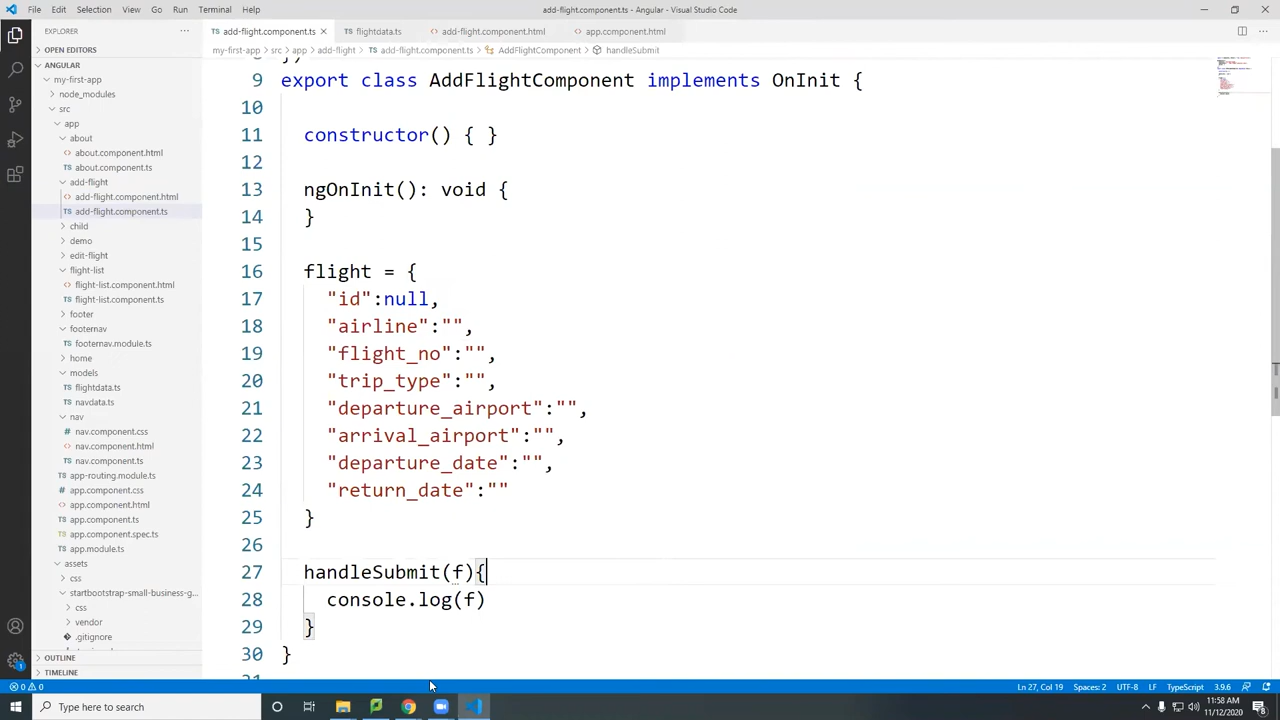 File Edit Selection View Go Run Terminal Help
add-flight.component.ts - Angular - Visual Studio Code
EXPLORER
add-flight.component.ts
flightdata.ts
add-flight.component.html
app.component.html
OPEN EDITORS
my-first-app > src > app > add-flight > add-flight.component.ts > AddFlightComponent > handleSubmit
ANGULAR
my-first-app
node_modules
src
app
about
about.component.html
about.component.ts
add-flight
add-flight.component.html
add-flight.component.ts
child
demo
edit-flight
flight-list
flight-list.component.html
flight-list.component.ts
footer
footernav
footernav.module.ts
home
models
flightdata.ts
navdata.ts
nav
nav.component.css
nav.component.html
nav.component.ts
app-routing.module.ts
app.component.css
app.component.html
app.component.ts
app.component.spec.ts
app.module.ts
assets
css
startbootstrap-small-business-g...
css
vendor
.gitignore
OUTLINE
TIMELINE
9 export class AddFlightComponent implements OnInit {
10
11 constructor() { }
12
13 ngOnInit(): void {
14 }
15
16 flight = {
17 "id":null,
18 "airline":"",
19 "flight_no":"",
20 "trip_type":"",
21 "departure_airport":"",
22 "arrival_airport":"",
23 "departure_date":"",
24 "return_date":""
25 }
26
27 handleSubmit(f){
28 console.log(f)
29 }
30 }
0 0
Ln 27, Col 19 Spaces: 2 UTF-8 LF TypeScript 3.9.6
Type here to search
11:58 AM
11/12/2020